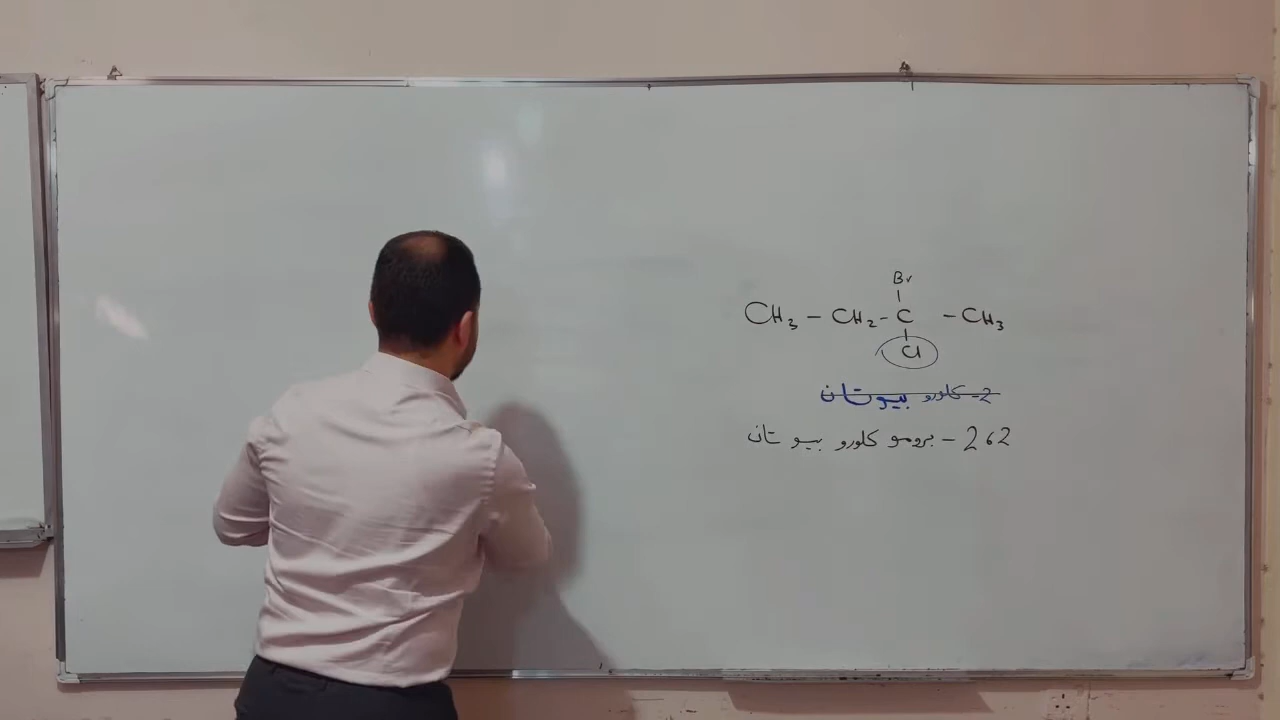 Br
CH₃ – CH₂ – C – CH₃
Cl
2- كلورو بيوتان
2،2 – برومو كلورو بيوتان